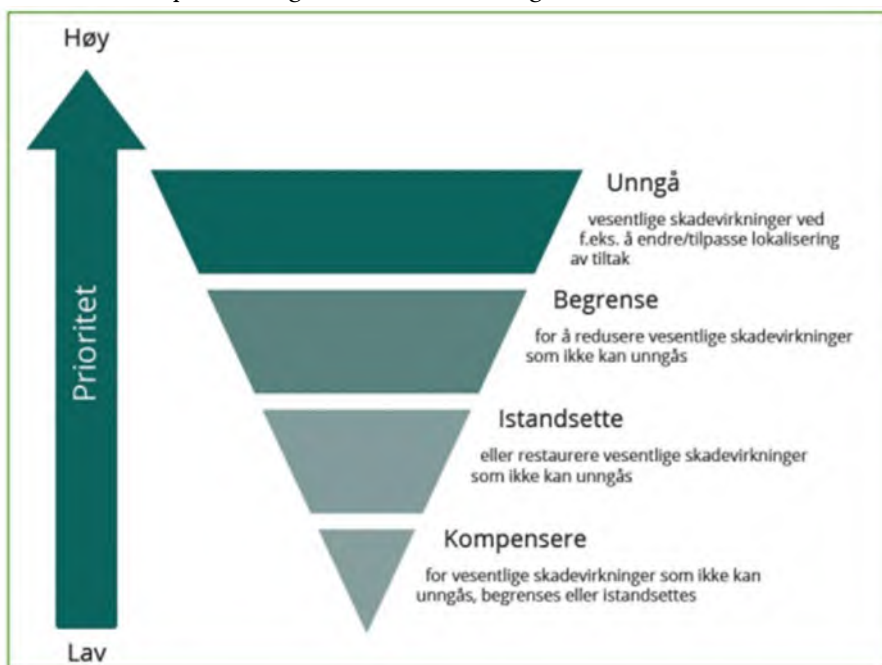 Høy
Prioritet
Lav
Unngå
vesentlige skadevirkninger ved
f.eks. å endre/tilpasse lokalisering
av tiltak
Begrense
for å redusere vesentlige skadevirkninger
som ikke kan unngås
Istandsette
eller restaurere vesentlige skadevirkninger
som ikke kan unngås
Kompensere
for vesentlige skadevirkninger som ikke kan
unngås, begrenses eller istandsettes